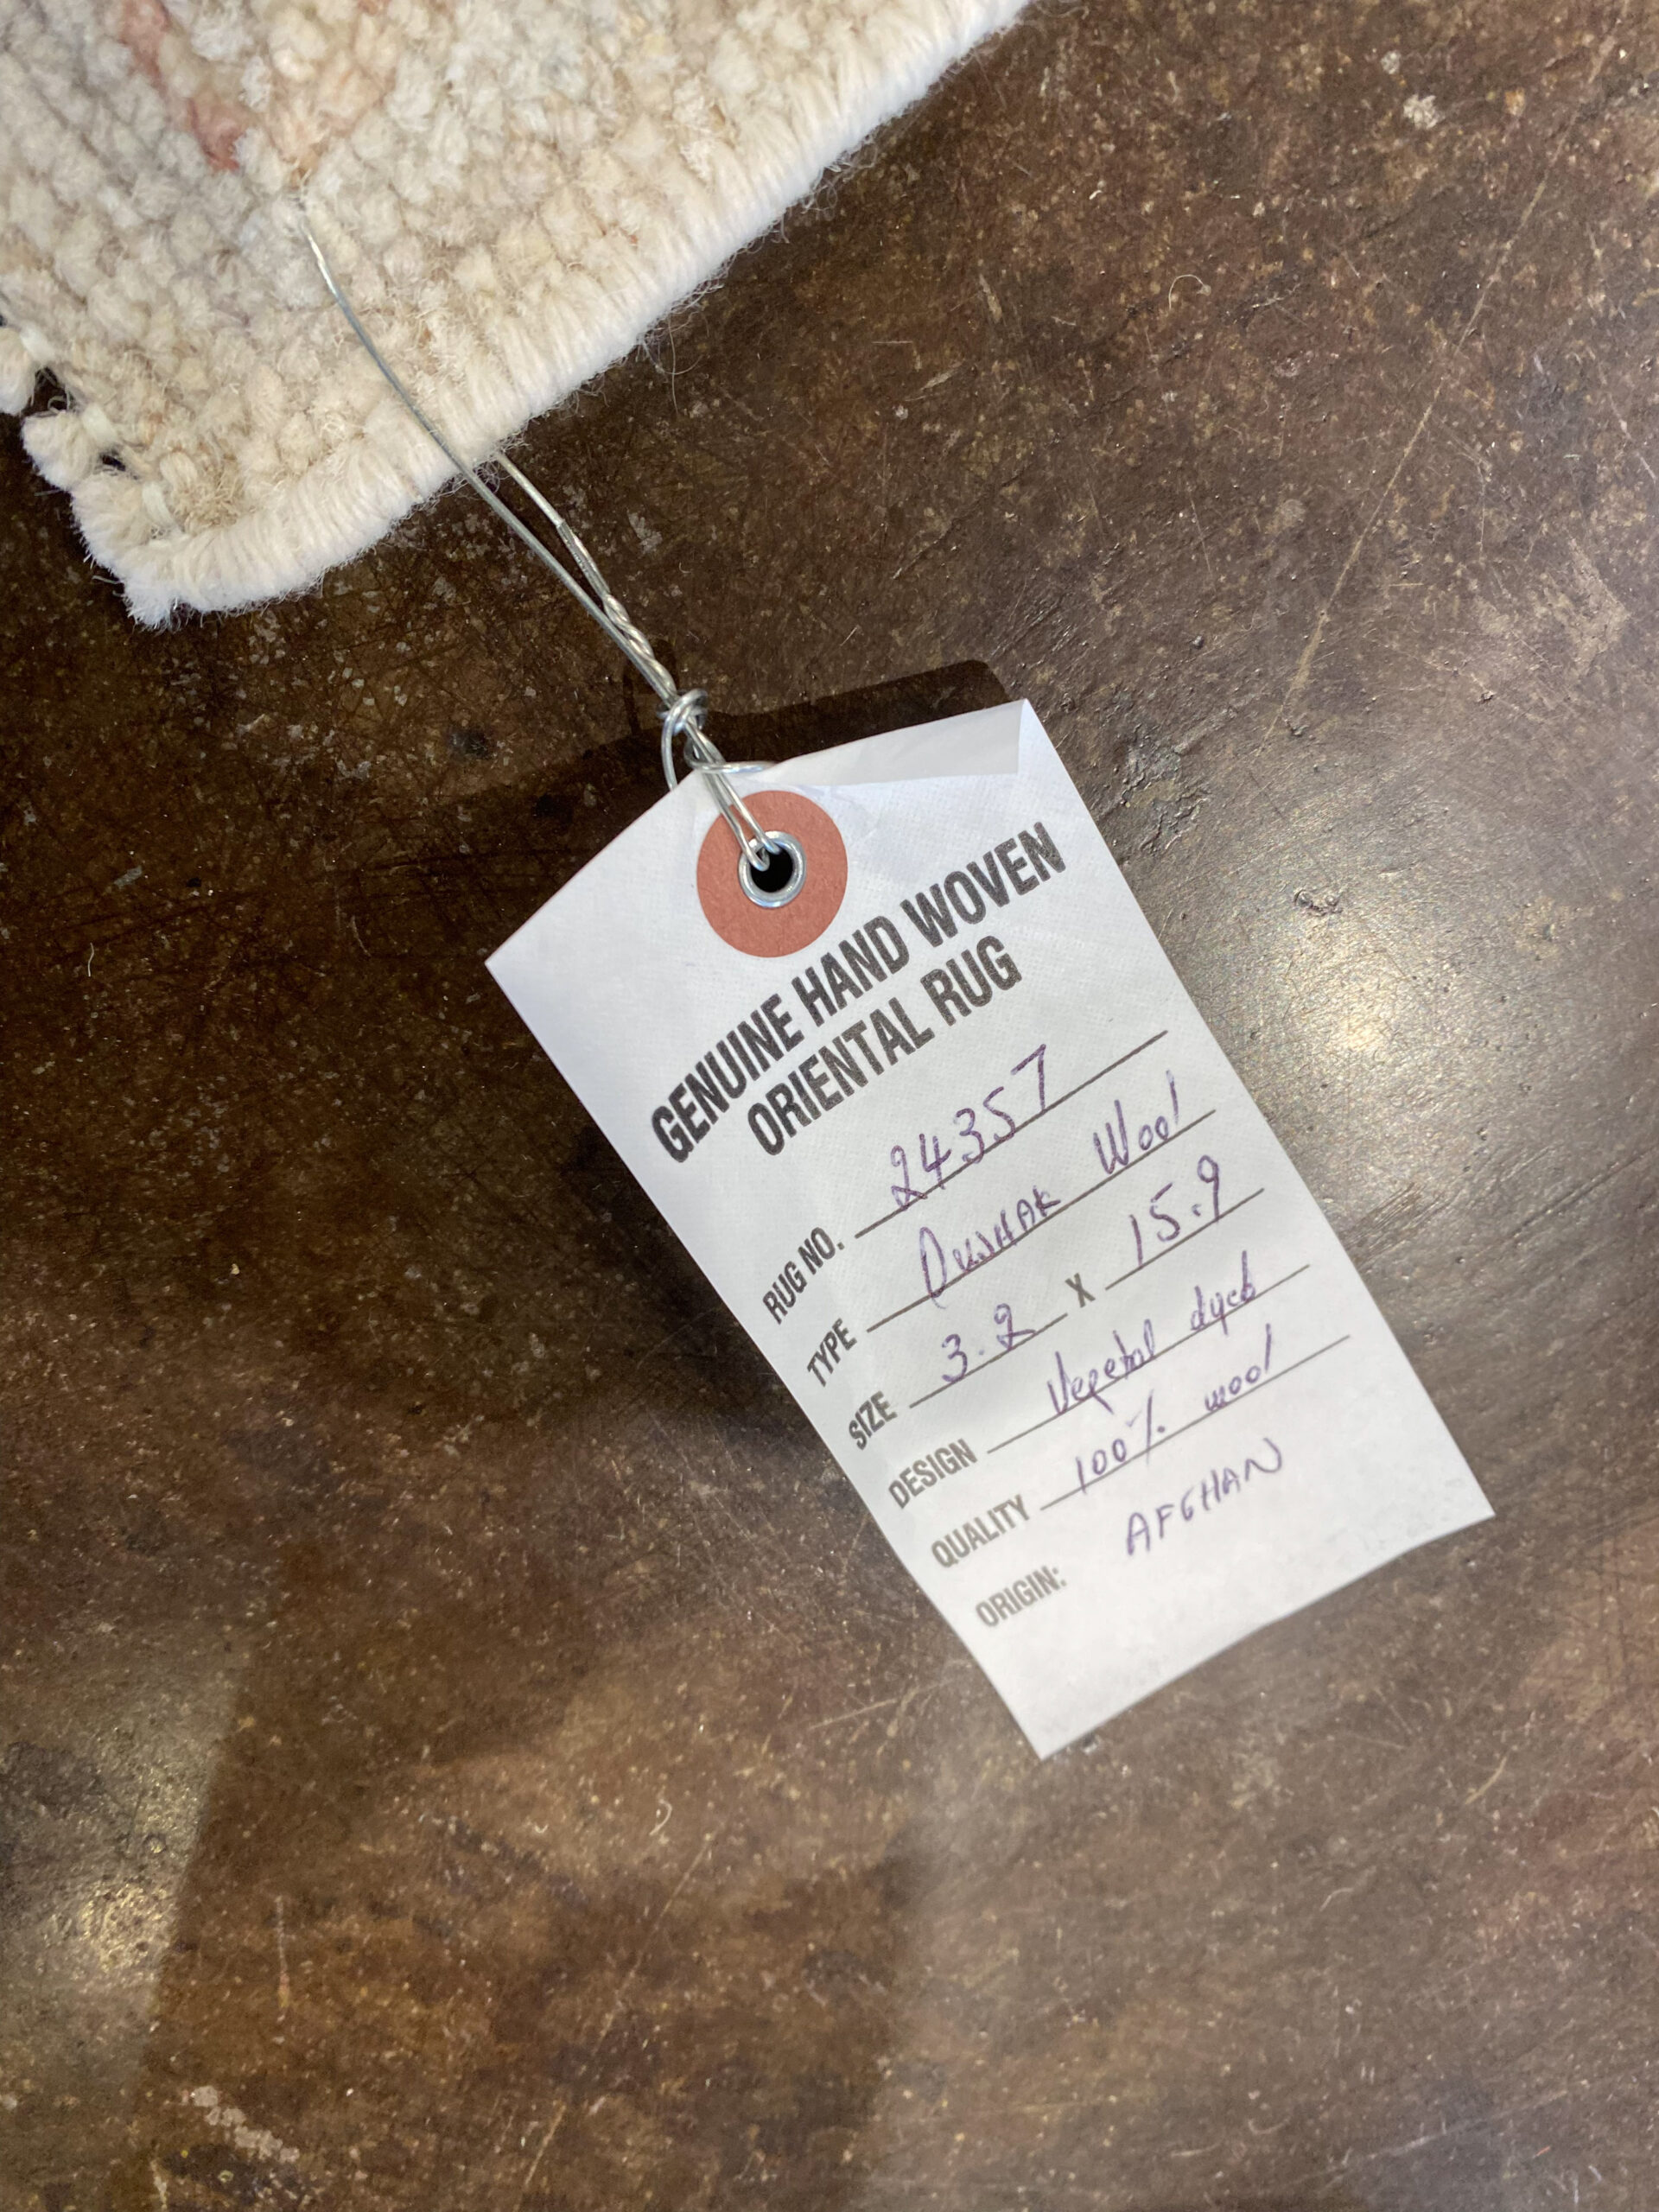 GENUINE HAND WOVEN
ORIENTAL RUG
RUG NO. 24357
TYPE Oushak Wool
SIZE 3.2 X 15.9
DESIGN Vegetal dyed
QUALITY 100% wool
ORIGIN: AFGHAN